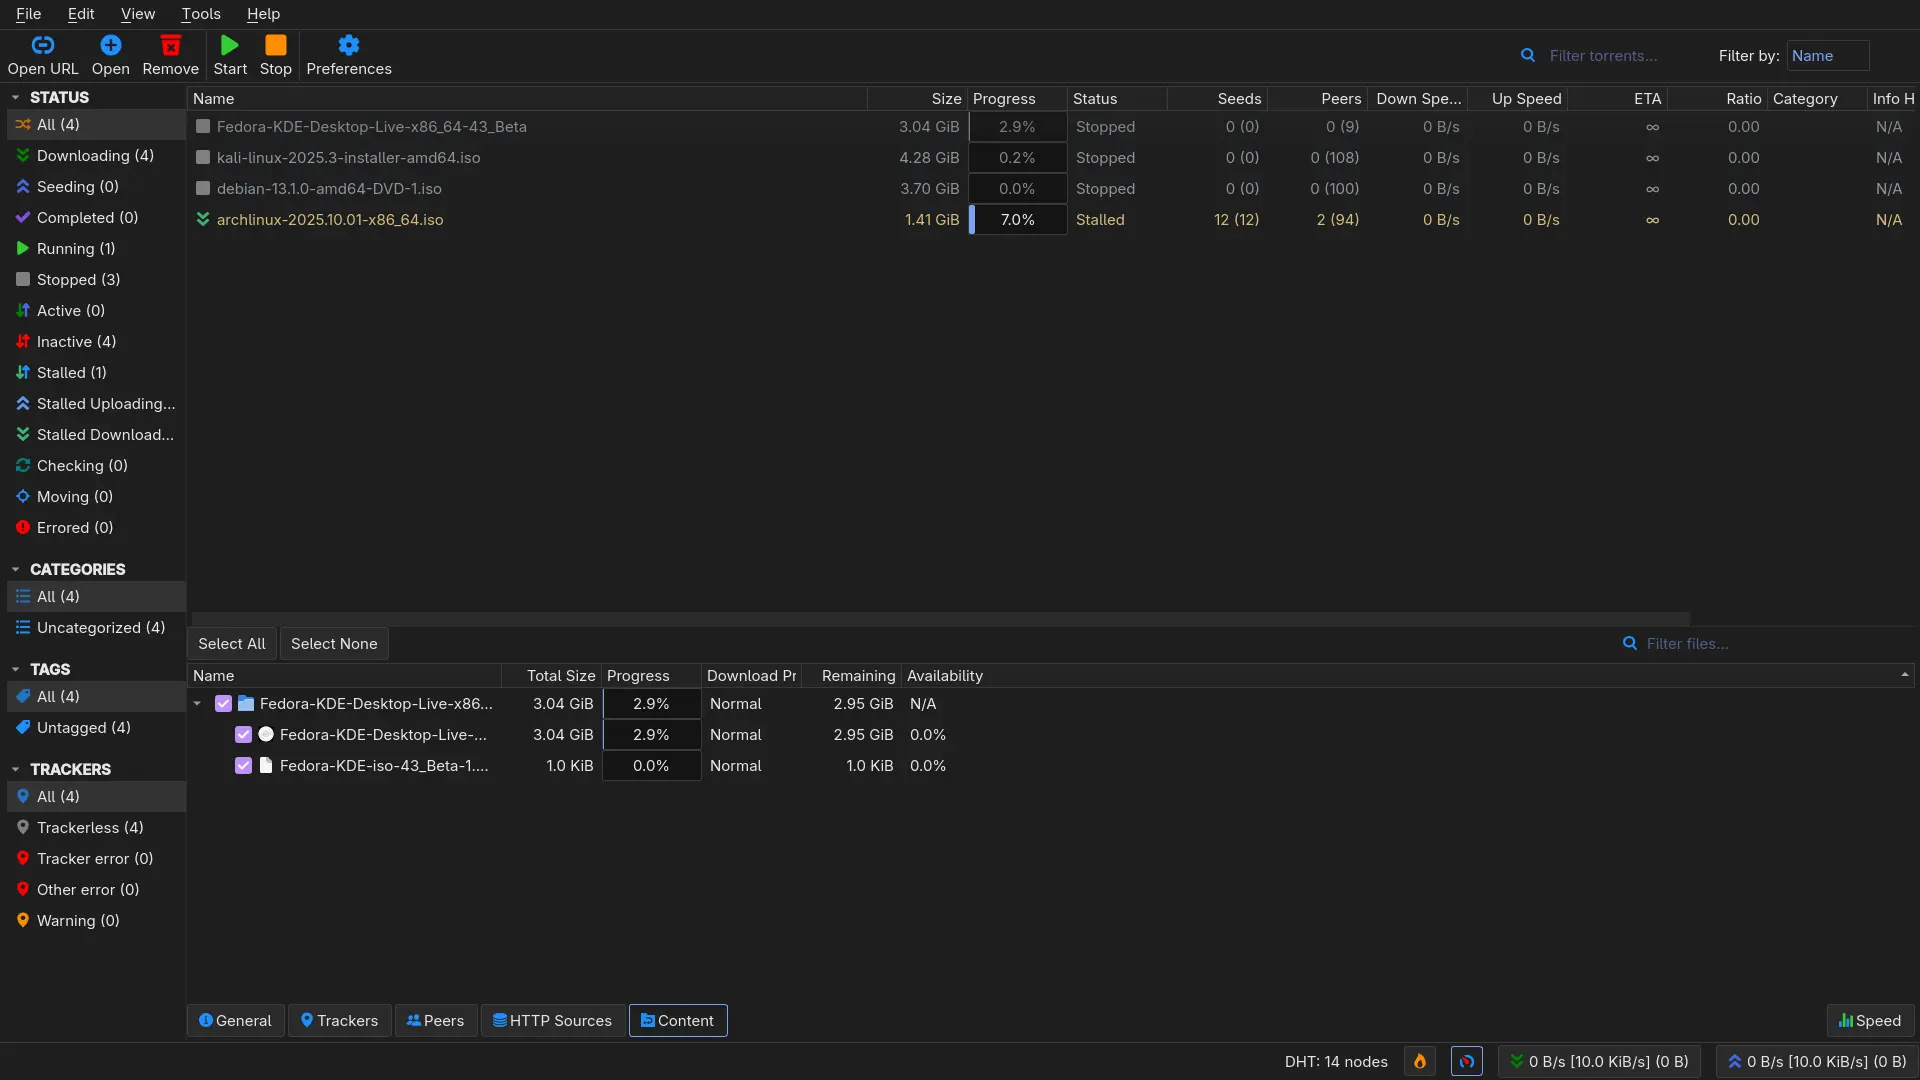 File Edit View Tools Help
Open URL Open Remove Start Stop Preferences Filter torrents... Filter by: Name
STATUS
All (4)
Downloading (4)
Seeding (0)
Completed (0)
Running (1)
Stopped (3)
Active (0)
Inactive (4)
Stalled (1)
Stalled Uploading...
Stalled Download...
Checking (0)
Moving (0)
Errored (0)
CATEGORIES
All (4)
Uncategorized (4)
TAGS
All (4)
Untagged (4)
TRACKERS
All (4)
Trackerless (4)
Tracker error (0)
Other error (0)
Warning (0)
Name Size Progress Status Seeds Peers Down Spe... Up Speed ETA Ratio Category Info H
Fedora-KDE-Desktop-Live-x86_64-43_Beta 3.04 GiB 2.9% Stopped 0 (0) 0 (9) 0 B/s 0 B/s ∞ 0.00 N/A
kali-linux-2025.3-installer-amd64.iso 4.28 GiB 0.2% Stopped 0 (0) 0 (108) 0 B/s 0 B/s ∞ 0.00 N/A
debian-13.1.0-amd64-DVD-1.iso 3.70 GiB 0.0% Stopped 0 (0) 0 (100) 0 B/s 0 B/s ∞ 0.00 N/A
archlinux-2025.10.01-x86_64.iso 1.41 GiB 7.0% Stalled 12 (12) 2 (94) 0 B/s 0 B/s ∞ 0.00 N/A
Select All Select None Filter files...
Name Total Size Progress Download Pr Remaining Availability
Fedora-KDE-Desktop-Live-x86... 3.04 GiB 2.9% Normal 2.95 GiB N/A
Fedora-KDE-Desktop-Live-... 3.04 GiB 2.9% Normal 2.95 GiB 0.0%
Fedora-KDE-iso-43_Beta-1.... 1.0 KiB 0.0% Normal 1.0 KiB 0.0%
General Trackers Peers HTTP Sources Content Speed
DHT: 14 nodes 0 B/s [10.0 KiB/s] (0 B) 0 B/s [10.0 KiB/s] (0 B)